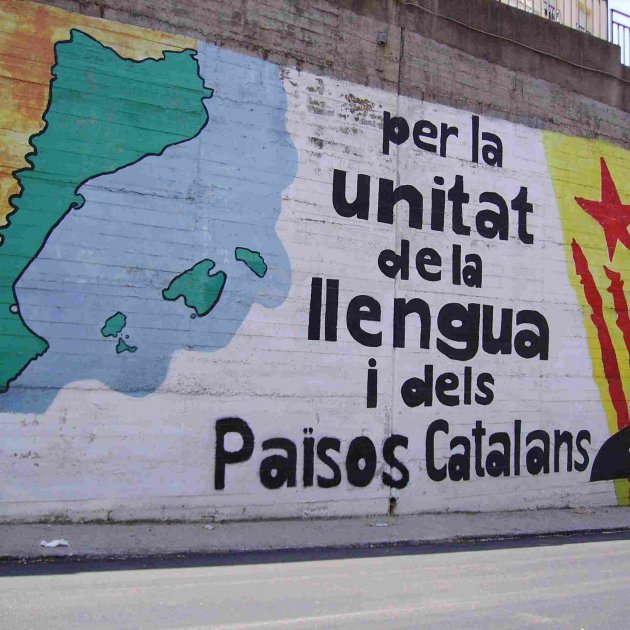 per la
unitat
de la
llengua
i dels
Països Catalans